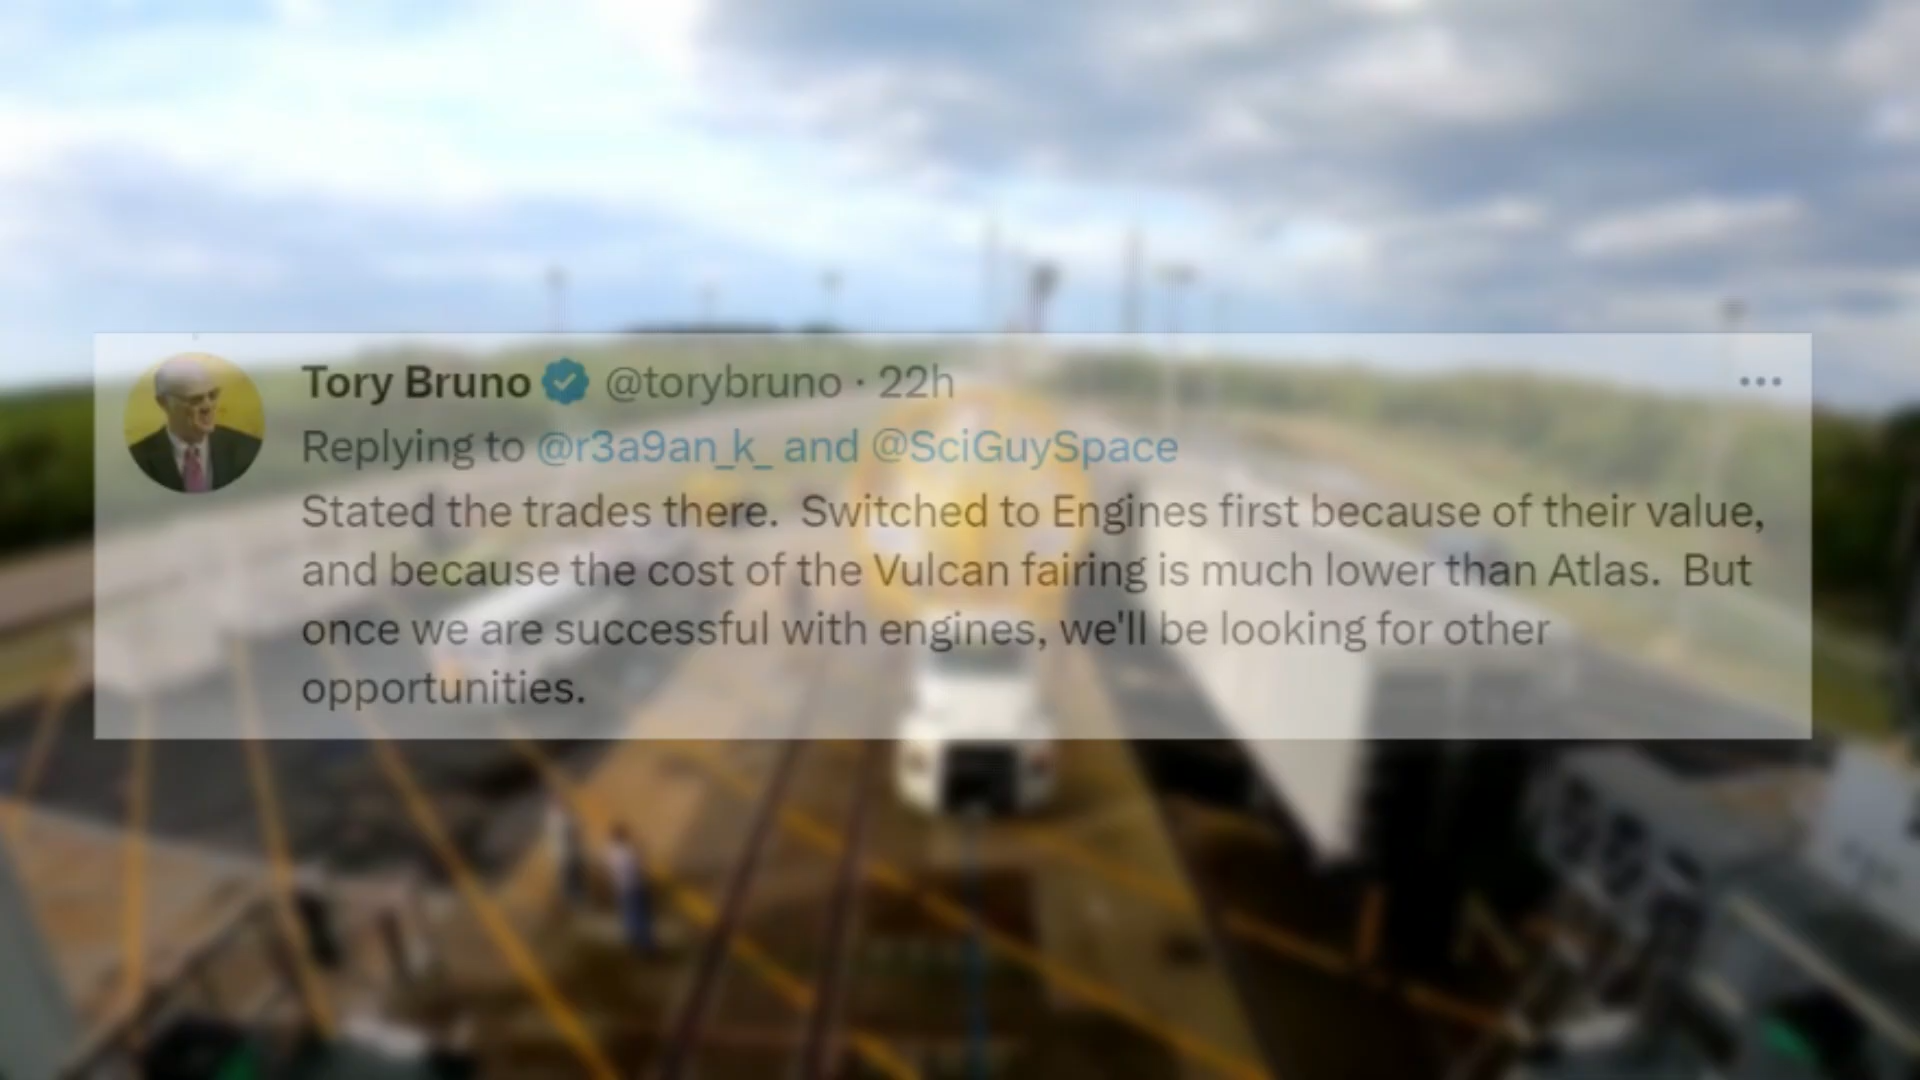 Tory Bruno @torybruno · 22h
Replying to @r3a9an_k_ and @SciGuySpace
Stated the trades there.  Switched to Engines first because of their value,
and because the cost of the Vulcan fairing is much lower than Atlas.  But
once we are successful with engines, we'll be looking for other
opportunities.